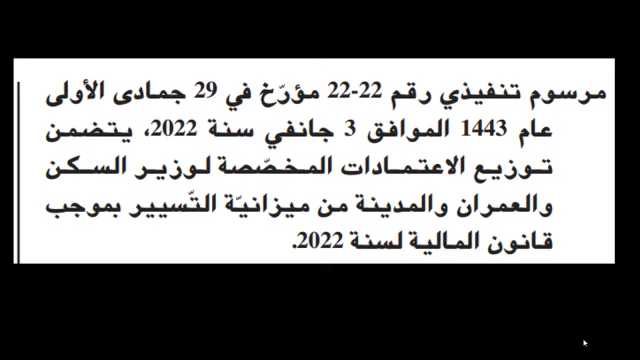 مرسوم تنفيذي رقم 22-22 مؤرّخ في 29 جمادى الأولى
عام 1443 الموافق 3 جانفي سنة 2022، يتضمن
توزيع الاعتمادات المخصّصة لوزير السكن
والعمران والمدينة من ميزانيّة التّسيير بموجب
قانون المالية لسنة 2022.